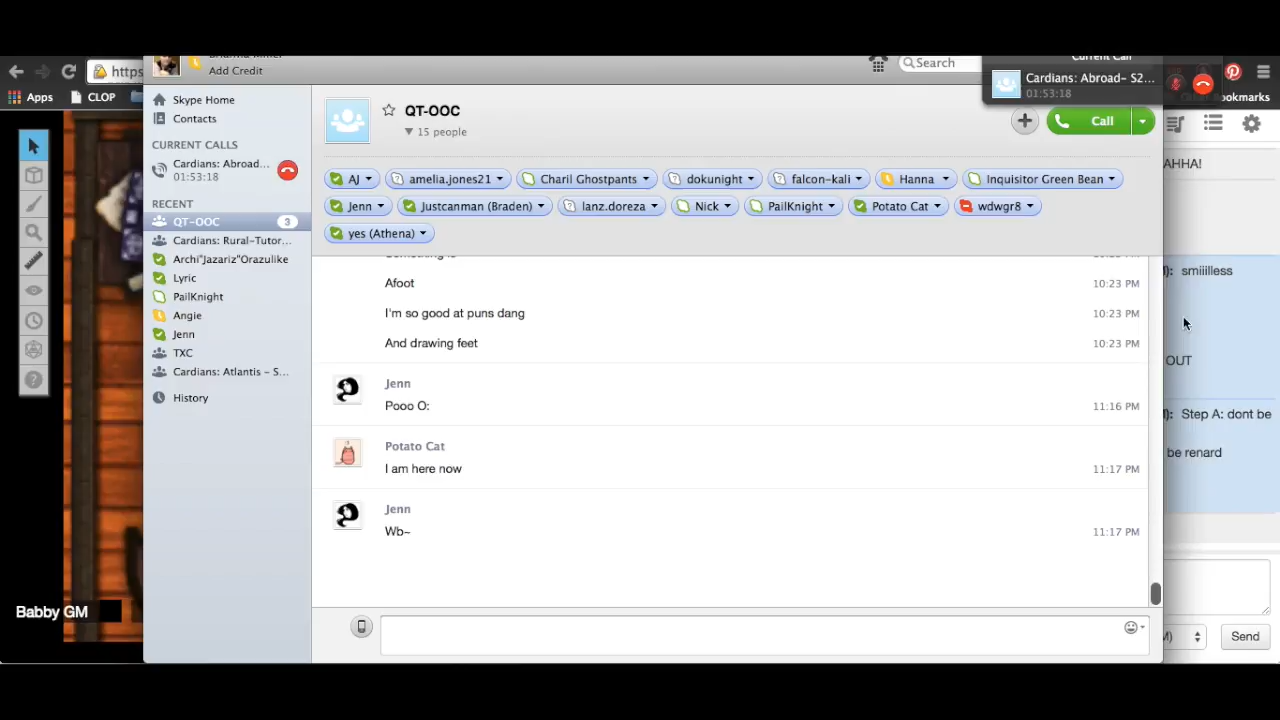 Add Credit
Search
Current Call
Cardians: Abroad- S2...
01:53:18
https
Apps
CLOP
Bookmarks
Skype Home
Contacts
CURRENT CALLS
Cardians: Abroad...
01:53:18
RECENT
QT-OOC 3
Cardians: Rural-Tutor...
Archi"Jazariz"Orazulike
Lyric
PailKnight
Angie
Jenn
TXC
Cardians: Atlantis - S...
History
QT-OOC
15 people
Call
AJ amelia.jones21 Charil Ghostpants dokunight falcon-kali Hanna Inquisitor Green Bean
Jenn Justcanman (Braden) lanz.doreza Nick PailKnight Potato Cat wdwgr8
yes (Athena)
Afoot 10:23 PM
I'm so good at puns dang 10:23 PM
And drawing feet 10:23 PM
Jenn
Pooo O: 11:16 PM
Potato Cat
I am here now 11:17 PM
Jenn
Wb~ 11:17 PM
AHHA!
smiiilless
OUT
Step A: dont be
be renard
M)
Send
Babby GM